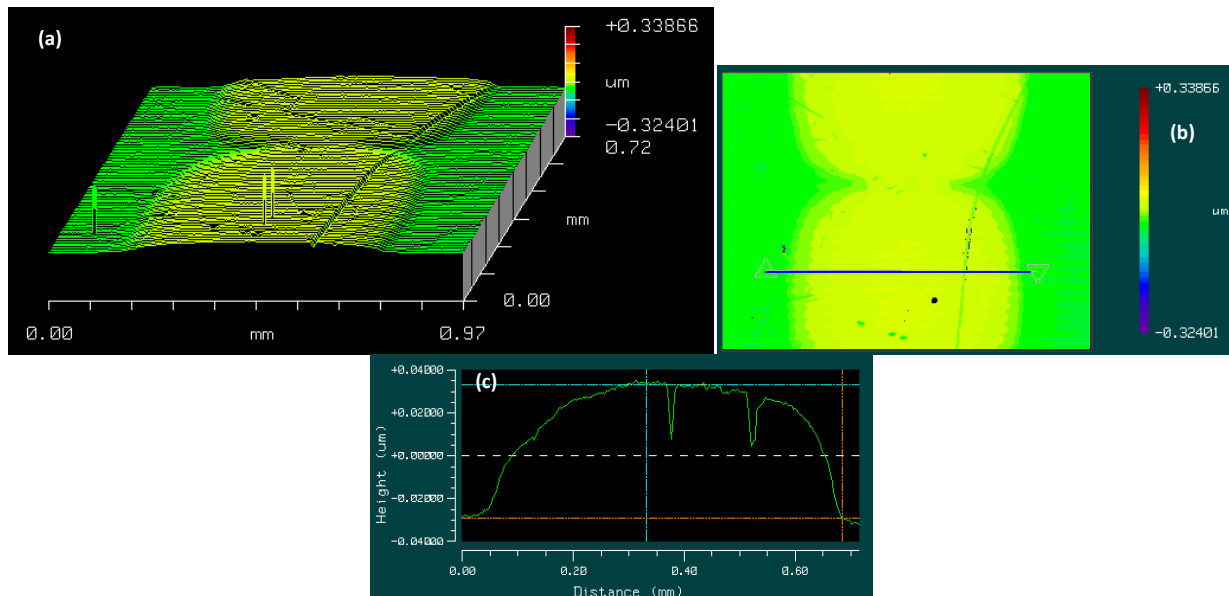 (a)
+0.33866
um
-0.32401
0.72
mm
0.00
0.00
mm
0.97
(b)
+0.33866
um
-0.32401
(c)
+0.04000
+0.02000
+0.00000
-0.02000
-0.04000
Height (um)
0.00
0.20
0.40
0.60
Distance (mm)